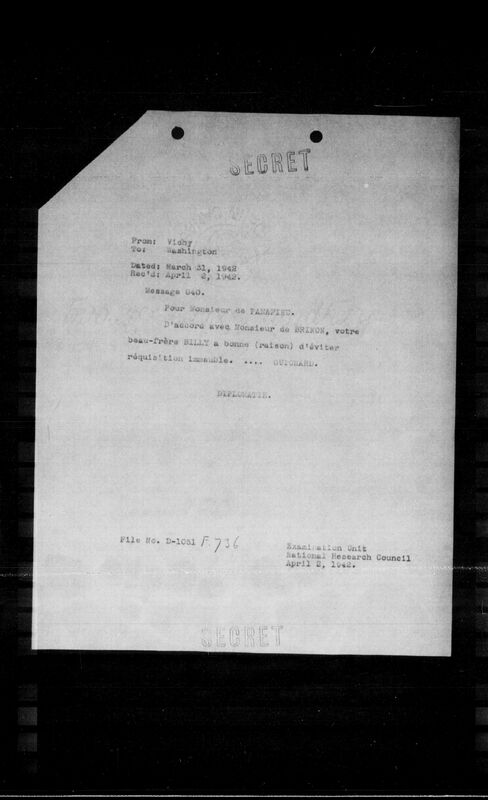 SECRET
From: Vichy
To: Washington
Dated: March 31, 1942
Rec'd: April 2, 1942.
Message 840.
Pour Monsieur de PANAFIEU.
D'accord avec Monsieur de BRINON, votre
beau-frère BILLY a bonne (raison) d'éviter
réquisition immeuble. .... GUICHARD.
DIPLOMATIE.
File No. D-1051 F. 736
Examination Unit
National Research Council
April 2, 1942.
SECRET